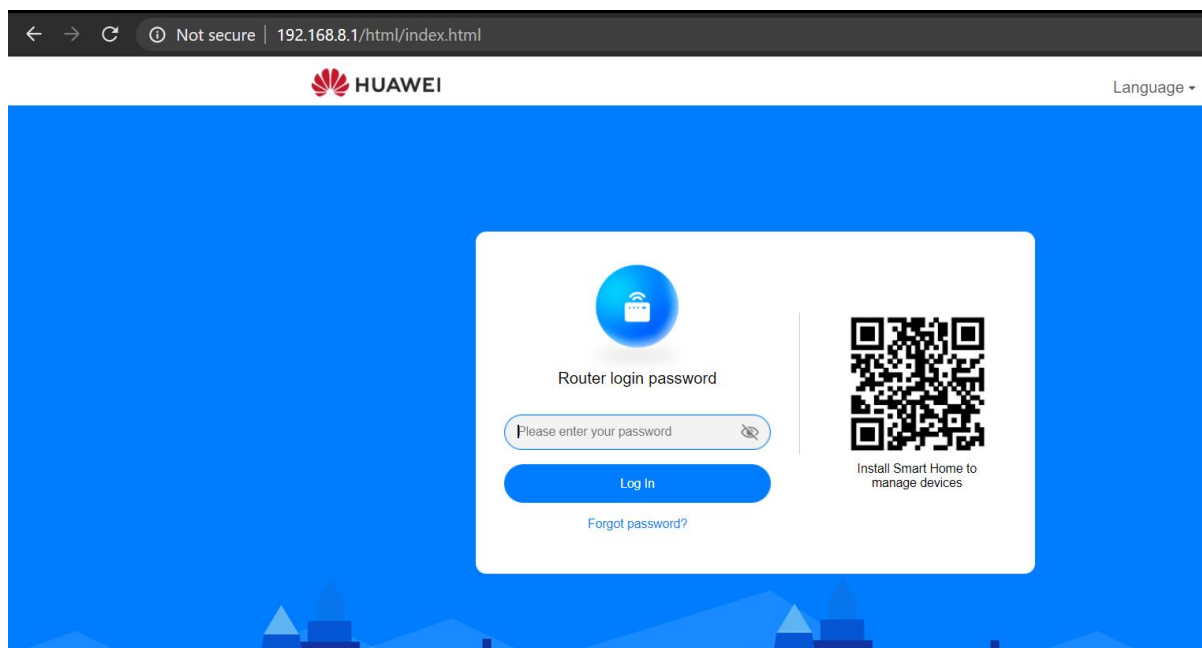 Not secure | 192.168.8.1/html/index.html
HUAWEI
Language
Router login password
Please enter your password
Log In
Forgot password?
Install Smart Home to
manage devices